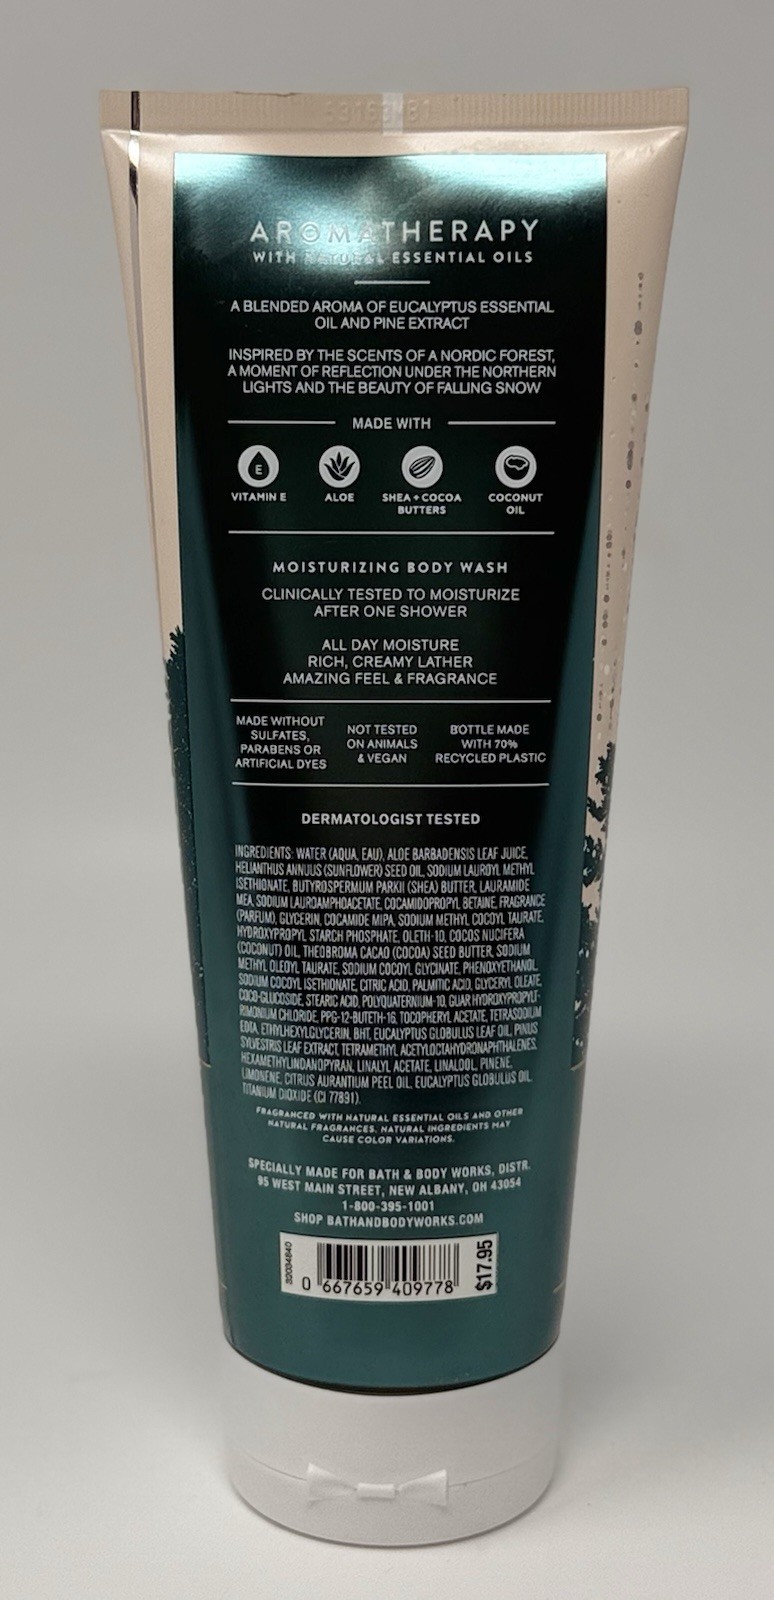 AROMATHERAPY
WITH NATURAL ESSENTIAL OILS
A BLENDED AROMA OF EUCALYPTUS ESSENTIAL
OIL AND PINE EXTRACT
INSPIRED BY THE SCENTS OF A NORDIC FOREST,
A MOMENT OF REFLECTION UNDER THE NORTHERN
LIGHTS AND THE BEAUTY OF FALLING SNOW
MADE WITH
E
VITAMIN E
ALOE
SHEA + COCOA
BUTTERS
COCONUT
OIL
MOISTURIZING BODY WASH
CLINICALLY TESTED TO MOISTURIZE
AFTER ONE SHOWER
ALL DAY MOISTURE
RICH, CREAMY LATHER
AMAZING FEEL & FRAGRANCE
MADE WITHOUT
SULFATES,
PARABENS OR
ARTIFICIAL DYES
NOT TESTED
ON ANIMALS
& VEGAN
BOTTLE MADE
WITH 70%
RECYCLED PLASTIC
DERMATOLOGIST TESTED
INGREDIENTS: WATER (AQUA, EAU), ALOE BARBADENSIS LEAF JUICE,
HELIANTHUS ANNUUS (SUNFLOWER) SEED OIL, SODIUM LAUROYL METHYL
ISETHIONATE, BUTYROSPERMUM PARKII (SHEA) BUTTER, LAURAMIDE
MEA, SODIUM LAUROAMPHOACETATE, COCAMIDOPROPYL BETAINE, FRAGRANCE
(PARFUM), GLYCERIN, COCAMIDE MIPA, SODIUM METHYL COCOYL TAURATE,
HYDROXYPROPYL STARCH PHOSPHATE, OLETH-10, COCOS NUCIFERA
(COCONUT) OIL, THEOBROMA CACAO (COCOA) SEED BUTTER, SODIUM
METHYL OLEOYL TAURATE, SODIUM COCOYL GLYCINATE, PHENOXYETHANOL,
SODIUM COCOYL ISETHIONATE, CITRIC ACID, PALMITIC ACID, GLYCERYL OLEATE,
COCO-GLUCOSIDE, STEARIC ACID, POLYQUATERNIUM-10, GUAR HYDROXYPROPYLT-
RIMONIUM CHLORIDE, PPG-12-BUTETH-16, TOCOPHERYL ACETATE, TETRASODIUM
EDTA, ETHYLHEXYLGLYCERIN, BHT, EUCALYPTUS GLOBULUS LEAF OIL, PINUS
SYLVESTRIS LEAF EXTRACT, TETRAMETHYL ACETYLOCTAHYDRONAPHTHALENES,
HEXAMETHYLINDANOPYRAN, LINALYL ACETATE, LINALOOL, PINENE,
LIMONENE, CITRUS AURANTIUM PEEL OIL, EUCALYPTUS GLOBULUS OIL,
TITANIUM DIOXIDE (CI 77891).
FRAGRANCED WITH NATURAL ESSENTIAL OILS AND OTHER
NATURAL FRAGRANCES. NATURAL INGREDIENTS MAY
CAUSE COLOR VARIATIONS.
SPECIALLY MADE FOR BATH & BODY WORKS, DISTR.
95 WEST MAIN STREET, NEW ALBANY, OH 43054
1-800-395-1001
SHOP BATHANDBODYWORKS.COM
0 667659 409778
$17.95